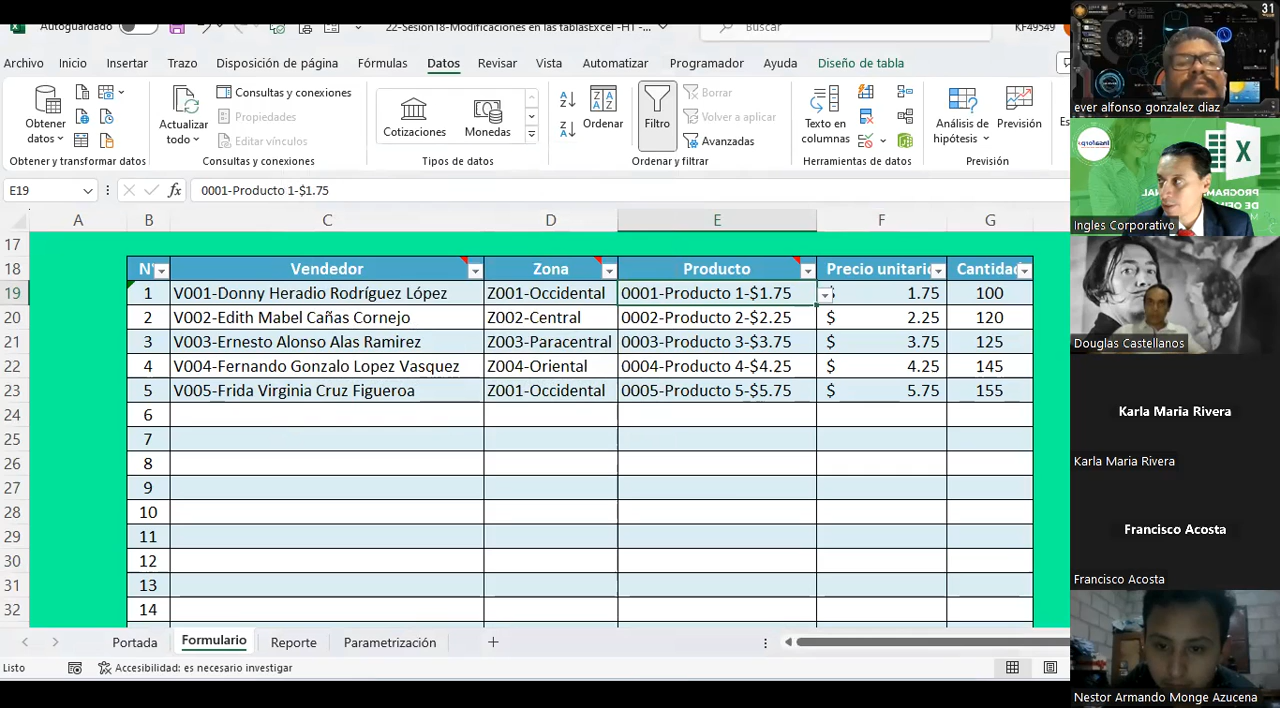 Autoguardado
-Sesion18-Modificaciones en las tablasExcel -HT -
Buscar
KF49549
Archivo Inicio Insertar Trazo Disposición de página Formulas Datos Revisar Vista Automatizar Programador Ayuda Diseño de tabla
Obtener datos
Actualizar todo
Consultas y conexiones
Propiedades
Editar vínculos
Cotizaciones
Monedas
Ordenar
Filtro
Borrar
Volver a aplicar
Avanzadas
Texto en columnas
Análisis de hipótesis
Previsión
Obtener y transformar datos
Consultas y conexiones
Tipos de datos
Ordenar y filtrar
Herramientas de datos
Previsión
E19
fx
0001-Producto 1-$1.75
A B C D E F G
17
18 N° Vendedor Zona Producto Precio unitario Cantidad
19 1 V001-Donny Heradio Rodríguez López Z001-Occidental 0001-Producto 1-$1.75 1.75 100
20 2 V002-Edith Mabel Cañas Cornejo Z002-Central 0002-Producto 2-$2.25 $ 2.25 120
21 3 V003-Ernesto Alonso Alas Ramirez Z003-Paracentral 0003-Producto 3-$3.75 $ 3.75 125
22 4 V004-Fernando Gonzalo Lopez Vasquez Z004-Oriental 0004-Producto 4-$4.25 $ 4.25 145
23 5 V005-Frida Virginia Cruz Figueroa Z001-Occidental 0005-Producto 5-$5.75 $ 5.75 155
24 6
25 7
26 8
27 9
28 10
29 11
30 12
31 13
32 14
Portada Formulario Reporte Parametrización
Listo
Accesibilidad: es necesario investigar
31
ever alfonso gonzalez diaz
Insaforp
PROGRAMA
DE OFI
Ingles Corporativo
Douglas Castellanos
Karla Maria Rivera
Karla Maria Rivera
Francisco Acosta
Francisco Acosta
Nestor Armando Monge Azucena